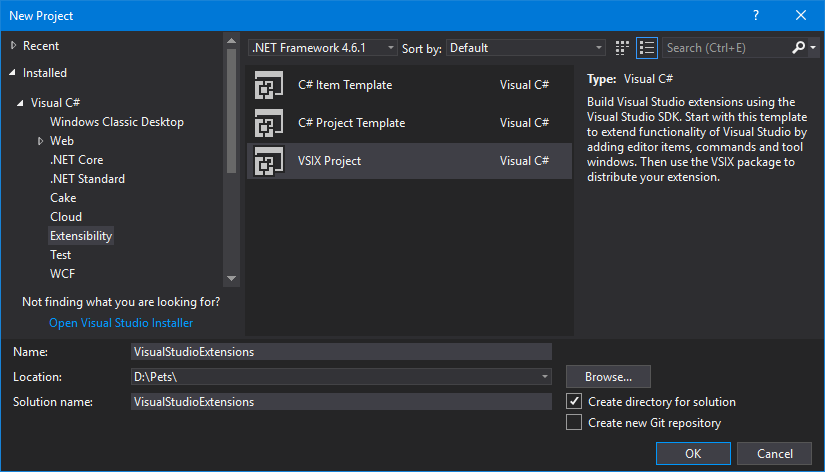 New Project
?
Recent
Installed
Visual C#
Windows Classic Desktop
Web
.NET Core
.NET Standard
Cake
Cloud
Extensibility
Test
WCF
Not finding what you are looking for?
Open Visual Studio Installer
.NET Framework 4.6.1 Sort by: Default Search (Ctrl+E)
C# Item Template Visual C#
C# Project Template Visual C#
VSIX Project Visual C#
Type: Visual C#
Build Visual Studio extensions using the
Visual Studio SDK. Start with this template
to extend functionality of Visual Studio by
adding editor items, commands and tool
windows. Then use the VSIX package to
distribute your extension.
Name: VisualStudioExtensions
Location: D:\Pets\ Browse...
Solution name: VisualStudioExtensions
Create directory for solution
Create new Git repository
OK Cancel